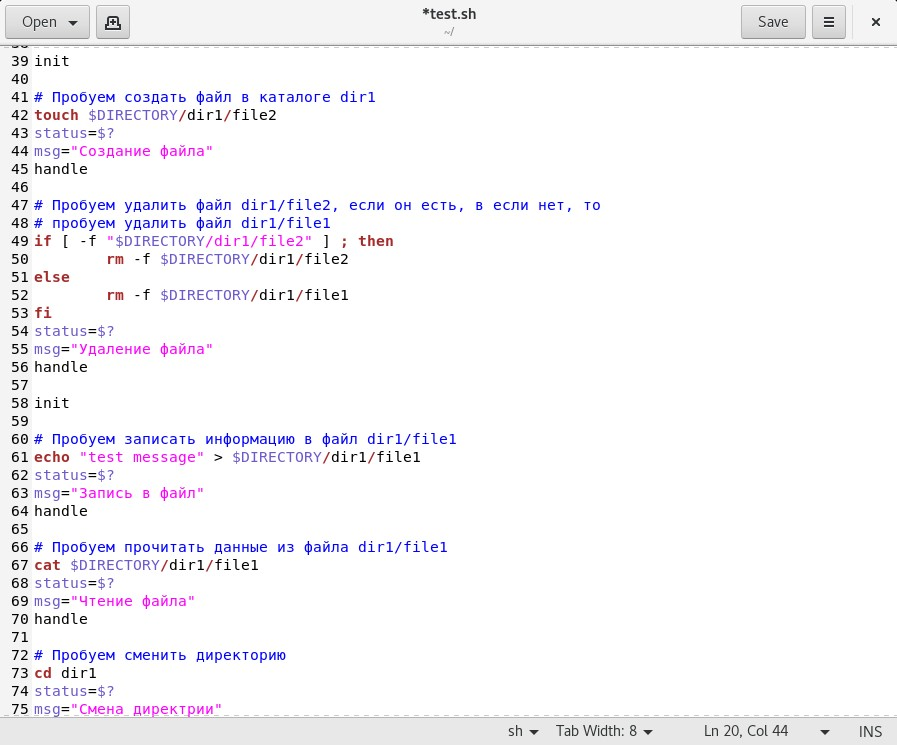 Open
*test.sh
~/
Save
39 init
40
41 # Пробуем создать файл в каталоге dir1
42 touch $DIRECTORY/dir1/file2
43 status=$?
44 msg="Создание файла"
45 handle
46
47 # Пробуем удалить файл dir1/file2, если он есть, в если нет, то
48 # пробуем удалить файл dir1/file1
49 if [ -f "$DIRECTORY/dir1/file2" ] ; then
50         rm -f $DIRECTORY/dir1/file2
51 else
52         rm -f $DIRECTORY/dir1/file1
53 fi
54 status=$?
55 msg="Удаление файла"
56 handle
57
58 init
59
60 # Пробуем записать информацию в файл dir1/file1
61 echo "test message" > $DIRECTORY/dir1/file1
62 status=$?
63 msg="Запись в файл"
64 handle
65
66 # Пробуем прочитать данные из файла dir1/file1
67 cat $DIRECTORY/dir1/file1
68 status=$?
69 msg="Чтение файла"
70 handle
71
72 # Пробуем сменить директорию
73 cd dir1
74 status=$?
75 msg="Смена директрии"
sh Tab Width: 8 Ln 20, Col 44 INS